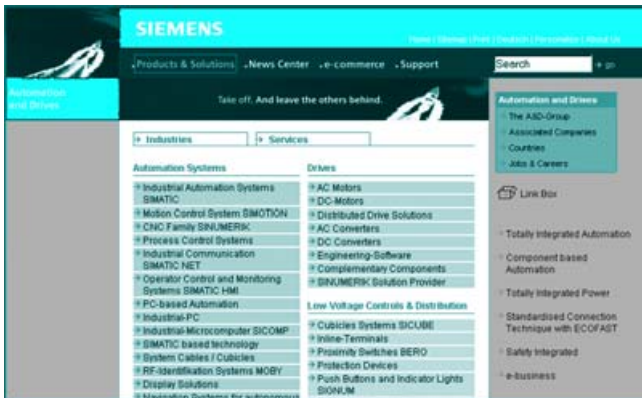 SIEMENS
Home | Sitemap | Print | Deutsch | Personalize | About Us
Products & Solutions News Center e-commerce Support
Search go
Automation
and Drives
Take off. And leave the others behind.
Industries Services
Automation Systems
Industrial Automation Systems
SIMATIC
Motion Control System SIMOTION
CNC Family SINUMERIK
Process Control Systems
Industrial Communication
SIMATIC NET
Operator Control and Monitoring
Systems SIMATIC HMI
PC-based Automation
Industrial-PC
Industrial-Microcomputer SICOMP
SIMATIC based technology
System Cables / Cubicles
RF-Identifikation Systems MOBY
Display Solutions
Navigation Systems for autonomous
Drives
AC Motors
DC-Motors
Distributed Drive Solutions
AC Converters
DC Converters
Engineering-Software
Complementary Components
SINUMERIK Solution Provider
Low Voltage Controls & Distribution
Cubicles Systems SICUBE
Inline-Terminals
Proximity Switches BERO
Protection Devices
Push Buttons and Indicator Lights
SIGNUM
Automation and Drives
The A&D-Group
Associated Companies
Countries
Jobs & Careers
Link Box
Totally Integrated Automation
Component based
Automation
Totally Integrated Power
Standardised Connection
Technique with ECOFAST
Safety Integrated
e-business